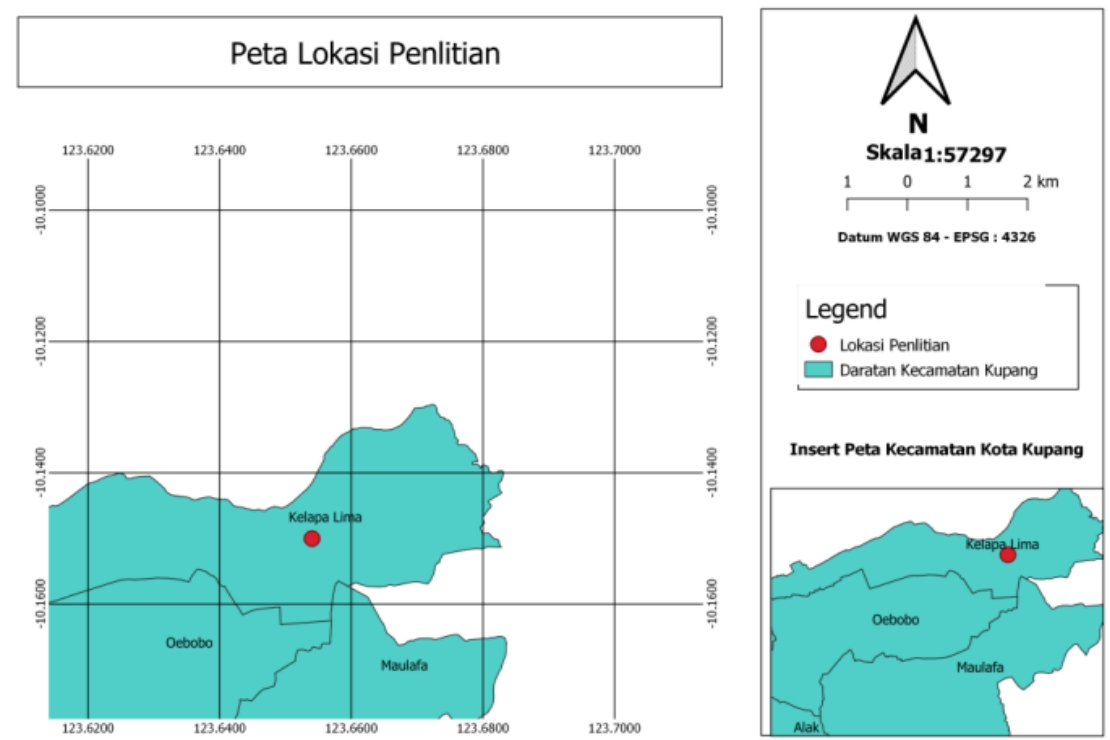 Peta Lokasi Penlitian
123.6200 123.6400 123.6600 123.6800 123.7000
-10.1000 -10.1000
-10.1200 -10.1200
-10.1400 -10.1400
Kelapa Lima
-10.1600 -10.1600
Oebobo
Maulafa
123.6200 123.6400 123.6600 123.6800 123.7000
N
Skala1:57297
1 0 1 2 km
Datum WGS 84 - EPSG : 4326
Legend
Lokasi Penlitian
Daratan Kecamatan Kupang
Insert Peta Kecamatan Kota Kupang
Kelapa Lima
Oebobo
Maulafa
Alak